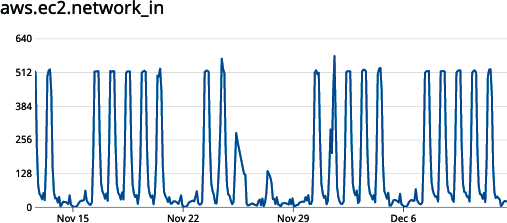 aws.ec2.network_in
640
512
384
256
128
0
Nov 15
Nov 22
Nov 29
Dec 6